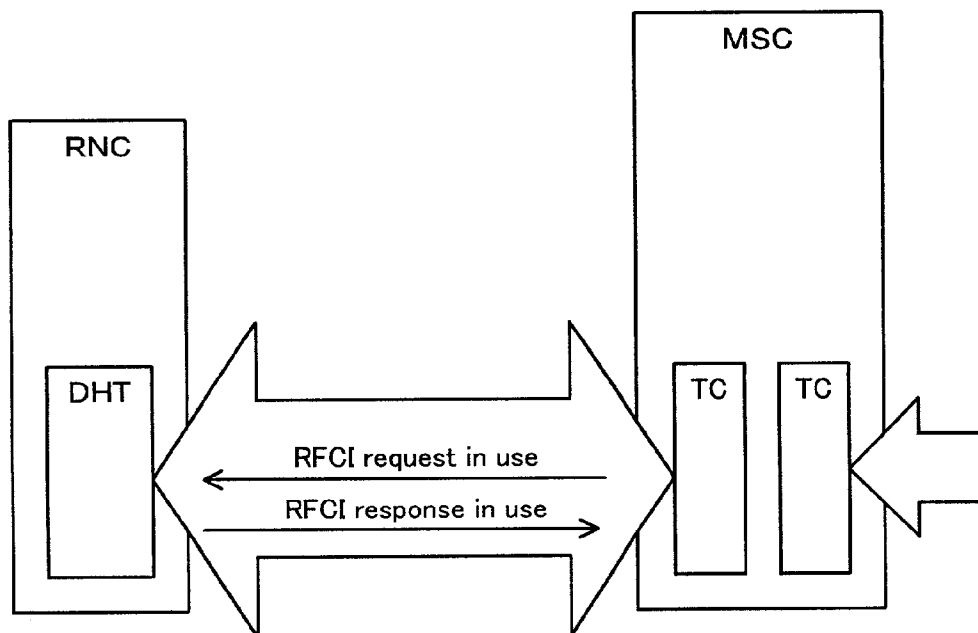 MSC
RNC
DHT
TC
TC
RFCI request in use
RFCI response in use